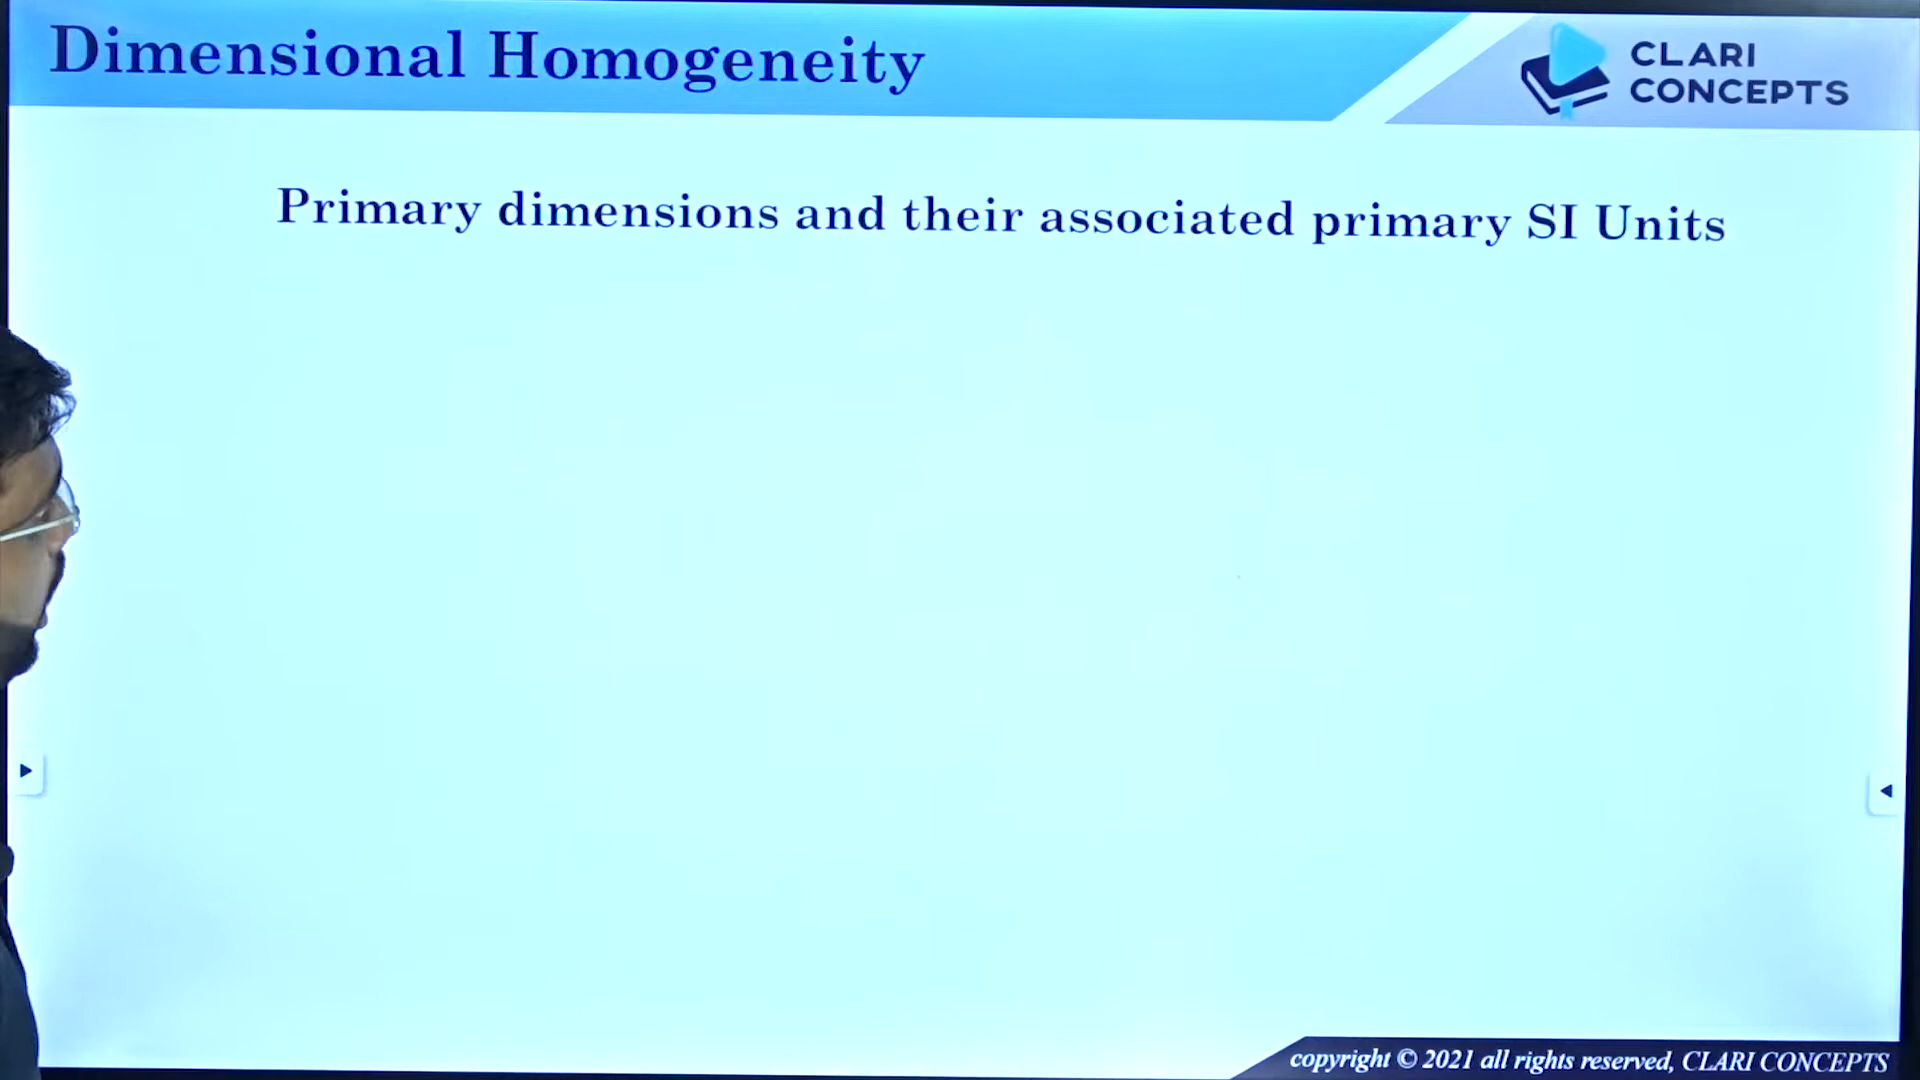 Dimensional Homogeneity
CLARI
CONCEPTS
Primary dimensions and their associated primary SI Units
copyright © 2021 all rights reserved, CLARI CONCEPTS